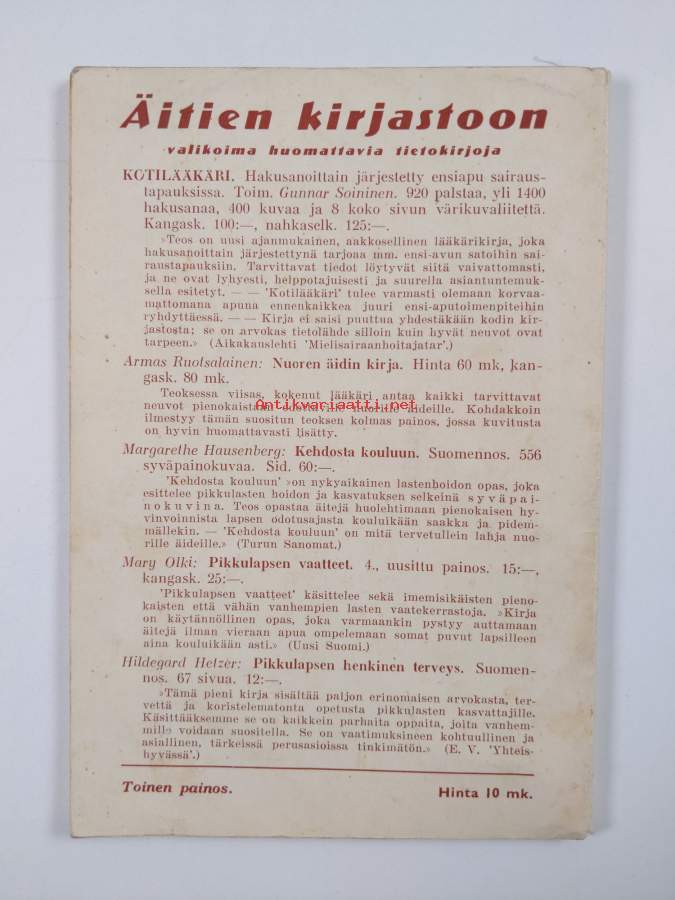 Äitien kirjastoon
valikoima huomattavia tietokirjoja
KOTILÄÄKÄRI. Hakusanoittain järjestetty ensiapu sairaus-
tapauksissa. Toim. Gunnar Soininen. 920 palstaa, yli 1400
hakusanaa, 400 kuvaa ja 8 koko sivun värikuvaliitettä.
Kangask. 100:—, nahkaselk. 125:—.
»Teos on uusi ajanmukainen, aakkosellinen lääkärikirja, joka
hakusanoittain järjestettynä tarjona mm. ensi-avun satoihin sai-
raustapauksiin. Tarvittavat tiedot löytyvät siitä vaivattomasti,
ja ne ovat lyhyesti, helppotajuisesti ja suurella asiantuntemuk-
sella esitetyt. — — 'Kotilääkäri' tulee varmasti olemaan korvaa-
mattomana apuna ennenkaikkea juuri ensi-aputoimenpiteihin
ryhdyttäessä. — — Kirja ei saisi puuttua yhdestäkään kodin kir-
jastosta; se on arvokas tietolähde silloin kuin hyvät neuvot ovat
tarpeen.» (Aikakauslehti 'Mielisairaanhoitajatar'.)
Armas Ruotsalainen: Nuoren äidin kirja. Hinta 60 mk, kan-
gask. 80 mk.
Teoksessa viisas, kokenut lääkäri antaa kaikki tarvittavat
neuvot pienokaistaan nuorille äideille. Kohdakkoin
Antikvariaatti.net
ilmestyy tämän suositun teoksen kolmas painos, jossa kuvitusta
on hyvin huomattavasti lisätty.
Margarethe Hausenberg: Kehdosta kouluun. Suomennos. 556
syväpainokuvaa. Sid. 60:—.
'Kehdosta kouluun' »on nykyaikainen lastenhoidon opas, joka
esittelee pikkulasten hoidon ja kasvatuksen selkeinä syväpai-
nokuvina. Teos opastaa äitejä huolehtimaan pienokaisen hy-
vinvoinnista lapsen odotusajasta kouluikään saakka ja pidem-
mällekin. — 'Kehdosta kouluun' on mitä tervetullein lahja nuo-
rille äideille.» (Turun Sanomat.)
Mary Olki: Pikkulapsen vaatteet. 4., uusittu painos. 15:—,
kangask. 25:—.
'Pikkulapsen vaatteet' käsittelee sekä imemisikäisten pieno-
kaisten että vähän vanhempien lasten vaatekerrastoja. »Kirja
on käytännöllinen opas, joka varmaankin pystyy auttamaan
äitejä ilman vieraan apua ompelemaan somat puvut lapsilleen
aina kouluikään asti.» (Uusi Suomi.)
Hildegard Hetzer: Pikkulapsen henkinen terveys. Suomen-
nos. 67 sivua. 12:—.
»Tämä pieni kirja sisältää paljon erinomaisen arvokasta, ter-
vettä ja koristelematonta opetusta pikkulasten kasvattajille.
Käsittääksemme se on kaikkein parhaita oppaita, joita vanhem-
mille voidaan suositella. Se on vaatimuksineen kohtuullinen ja
asiallinen, tärkeissä perusasioissa tinkimätön.» (E. V. 'Yhteis-
hyvässä'.)
Toinen painos.
Hinta 10 mk.